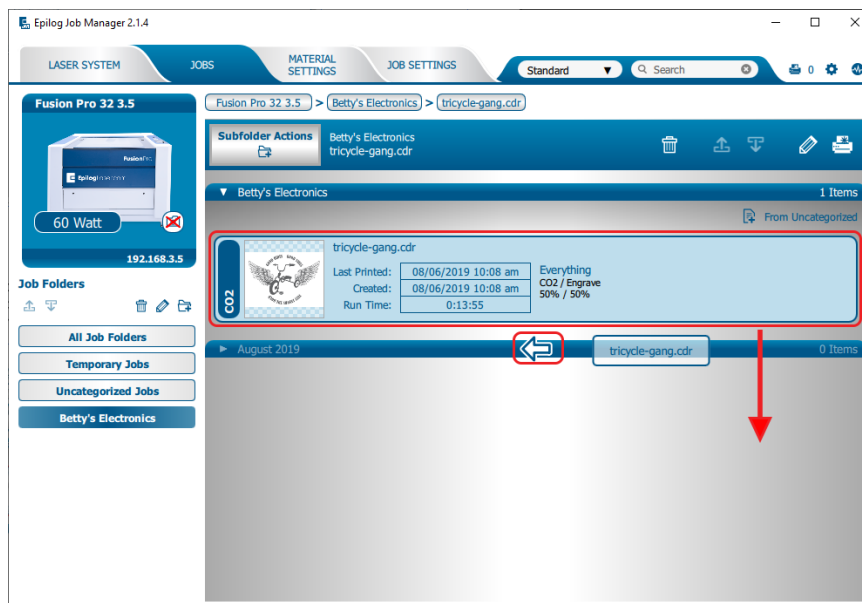 Epilog Job Manager 2.1.4
LASER SYSTEM
JOBS
MATERIAL
SETTINGS
JOB SETTINGS
Standard
Search
0
Fusion Pro 32 3.5
FusionPro
Epilog
60 Watt
192.168.3.5
Job Folders
All Job Folders
Temporary Jobs
Uncategorized Jobs
Betty's Electronics
Fusion Pro 32 3.5 > Betty's Electronics > tricycle-gang.cdr
Subfolder Actions
Betty's Electronics
tricycle-gang.cdr
Betty's Electronics
1 Items
From Uncategorized
CO2
tricycle-gang.cdr
Last Printed: 08/06/2019 10:08 am
Created: 08/06/2019 10:08 am
Run Time: 0:13:55
Everything
CO2 / Engrave
50% / 50%
August 2019
tricycle-gang.cdr
0 Items